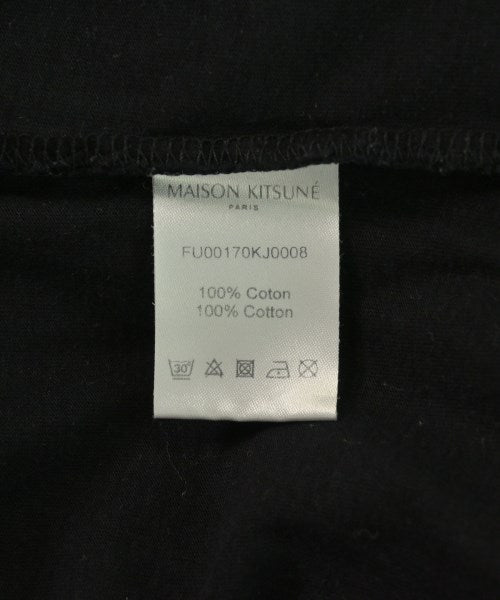 MAISON KITSUNÉ
PARIS
FU00170KJ0008
100% Coton
100% Cotton
30°